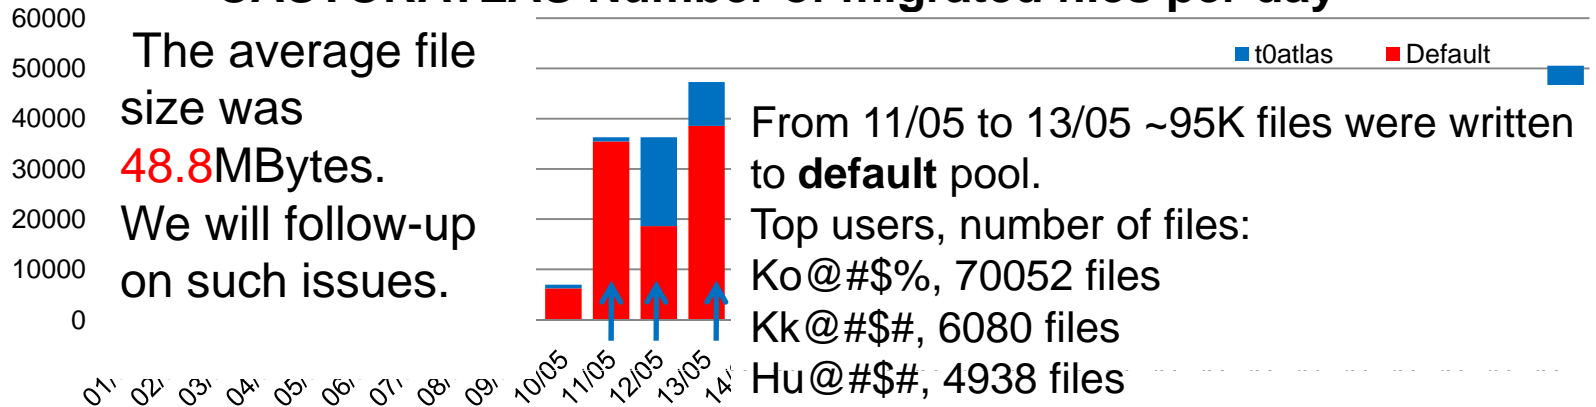 60000
50000
40000
30000
20000
10000
0
The average file
size was
48.8MBytes.
We will follow-up
on such issues.
t0atlas Default
From 11/05 to 13/05 ~95K files were written
to default pool.
Top users, number of files:
Ko@#$%, 70052 files
Kk@#$#, 6080 files
Hu@#$#, 4938 files
10/05 11/05 12/05 13/05